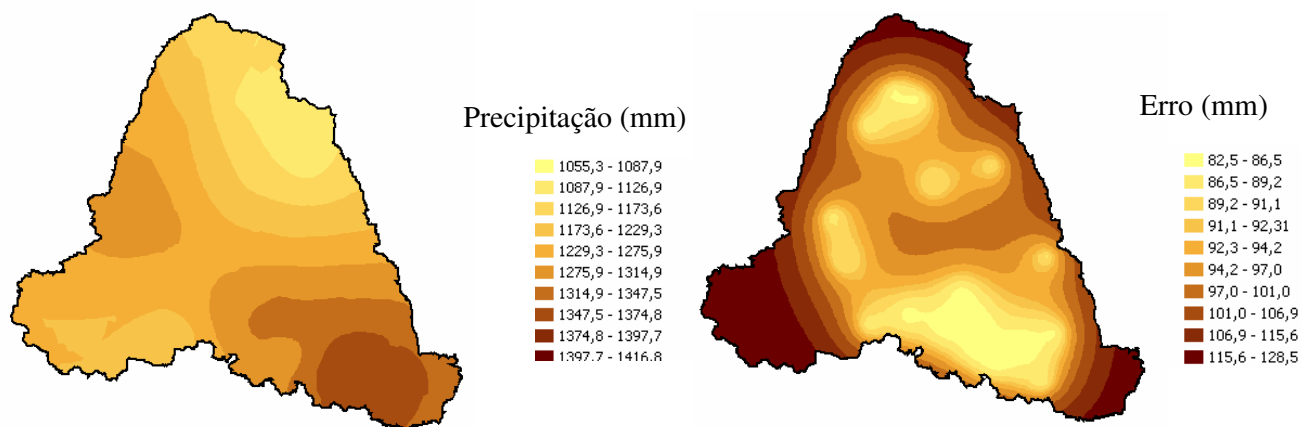 Precipitação (mm)
1055,3 - 1087,9
1087,9 - 1126,9
1126,9 - 1173,6
1173,6 - 1229,3
1229,3 - 1275,9
1275,9 - 1314,9
1314,9 - 1347,5
1347,5 - 1374,8
1374,8 - 1397,7
1397,7 - 1416,8
Erro (mm)
82,5 - 86,5
86,5 - 89,2
89,2 - 91,1
91,1 - 92,31
92,3 - 94,2
94,2 - 97,0
97,0 - 101,0
101,0 - 106,9
106,9 - 115,6
115,6 - 128,5